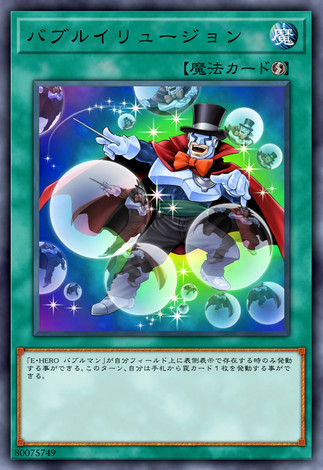 バブルイリュージョン
魔
【魔法カード】
「E・HERO バブルマン」が自分フィールド上に表側表示で存在する時のみ発動
する事ができる。このターン、自分は手札から罠カード1枚を発動する事がで
きる。
80075749